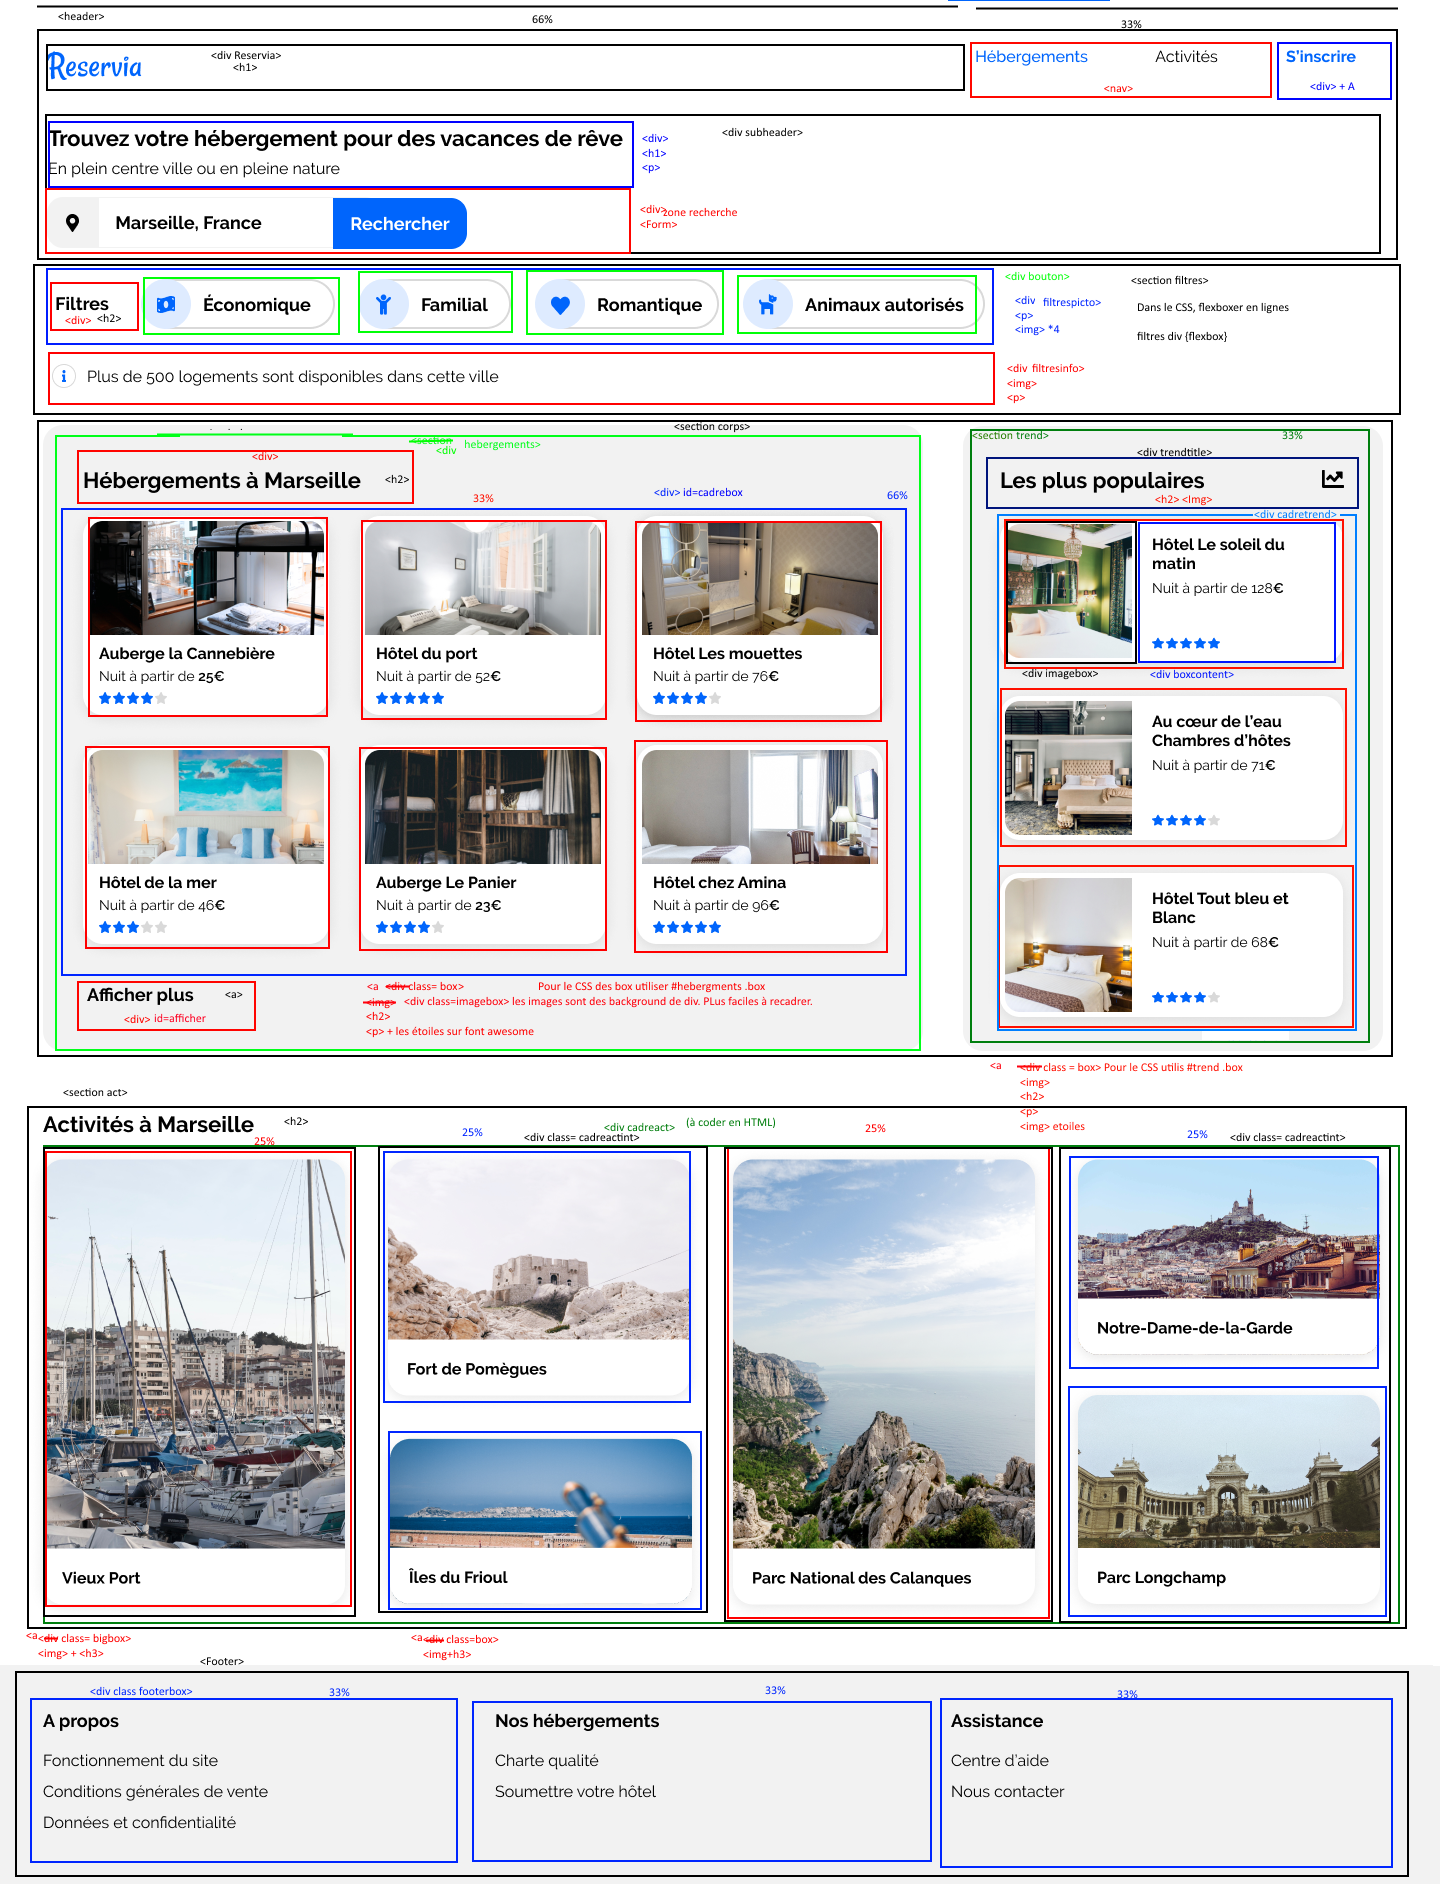 <header>
66%
33%
Reservia
<div Reservia>
<h1>
Hébergements
Activités
<nav>
S'inscrire
<div> + A
Trouvez votre hébergement pour des vacances de rêve
En plein centre ville ou en pleine nature
<div>
<h1>
<p>
<div subheader>
Marseille, France
Rechercher
<div>
zone recherche
<Form>
Filtres
<div>
<h2>
Économique
Familial
Romantique
Animaux autorisés
<div bouton>
<section filtres>
<div filtrespicto>
<p>
<img> *4
Dans le CSS, flexboxer en lignes
filtres div {flexbox}
Plus de 500 logements sont disponibles dans cette ville
<div filtresinfo>
<img>
<p>
<section corps>
<section
<div hebergements>
<div>
Hébergements à Marseille
<h2>
33%
<div> id=cadrebox
66%
Auberge la Cannebière
Nuit à partir de 25€
Hôtel du port
Nuit à partir de 52€
Hôtel Les mouettes
Nuit à partir de 76€
Hôtel de la mer
Nuit à partir de 46€
Auberge Le Panier
Nuit à partir de 23€
Hôtel chez Amina
Nuit à partir de 96€
Afficher plus
<a>
<div> id=afficher
<a <div class= box>
Pour le CSS des box utiliser #hebergments .box
<img> <div class=imagebox> les images sont des background de div. PLus faciles à recadrer.
<h2>
<p> + les étoiles sur font awesome
<section trend>
33%
<div trendtitle>
Les plus populaires
<h2> <Img>
<div cadretrend>
Hôtel Le soleil du
matin
Nuit à partir de 128€
<div imagebox>
<div boxcontent>
Au cœur de l'eau
Chambres d'hôtes
Nuit à partir de 71€
Hôtel Tout bleu et
Blanc
Nuit à partir de 68€
<a <div class = box> Pour le CSS utilis #trend .box
<img>
<h2>
<p>
<img> etoiles
<section act>
Activités à Marseille
<h2>
25%
25%
<div cadreact>
(à coder en HTML)
<div class= cadreactint>
25%
25%
<div class= cadreactint>
Vieux Port
Fort de Pomègues
Îles du Frioul
Parc National des Calanques
Notre-Dame-de-la-Garde
Parc Longchamp
<a <div class= bigbox>
<img> + <h3>
<a <div class=box>
<img+h3>
<Footer>
<div class footerbox>
33%
33%
33%
A propos
Fonctionnement du site
Conditions générales de vente
Données et confidentialité
Nos hébergements
Charte qualité
Soumettre votre hôtel
Assistance
Centre d'aide
Nous contacter